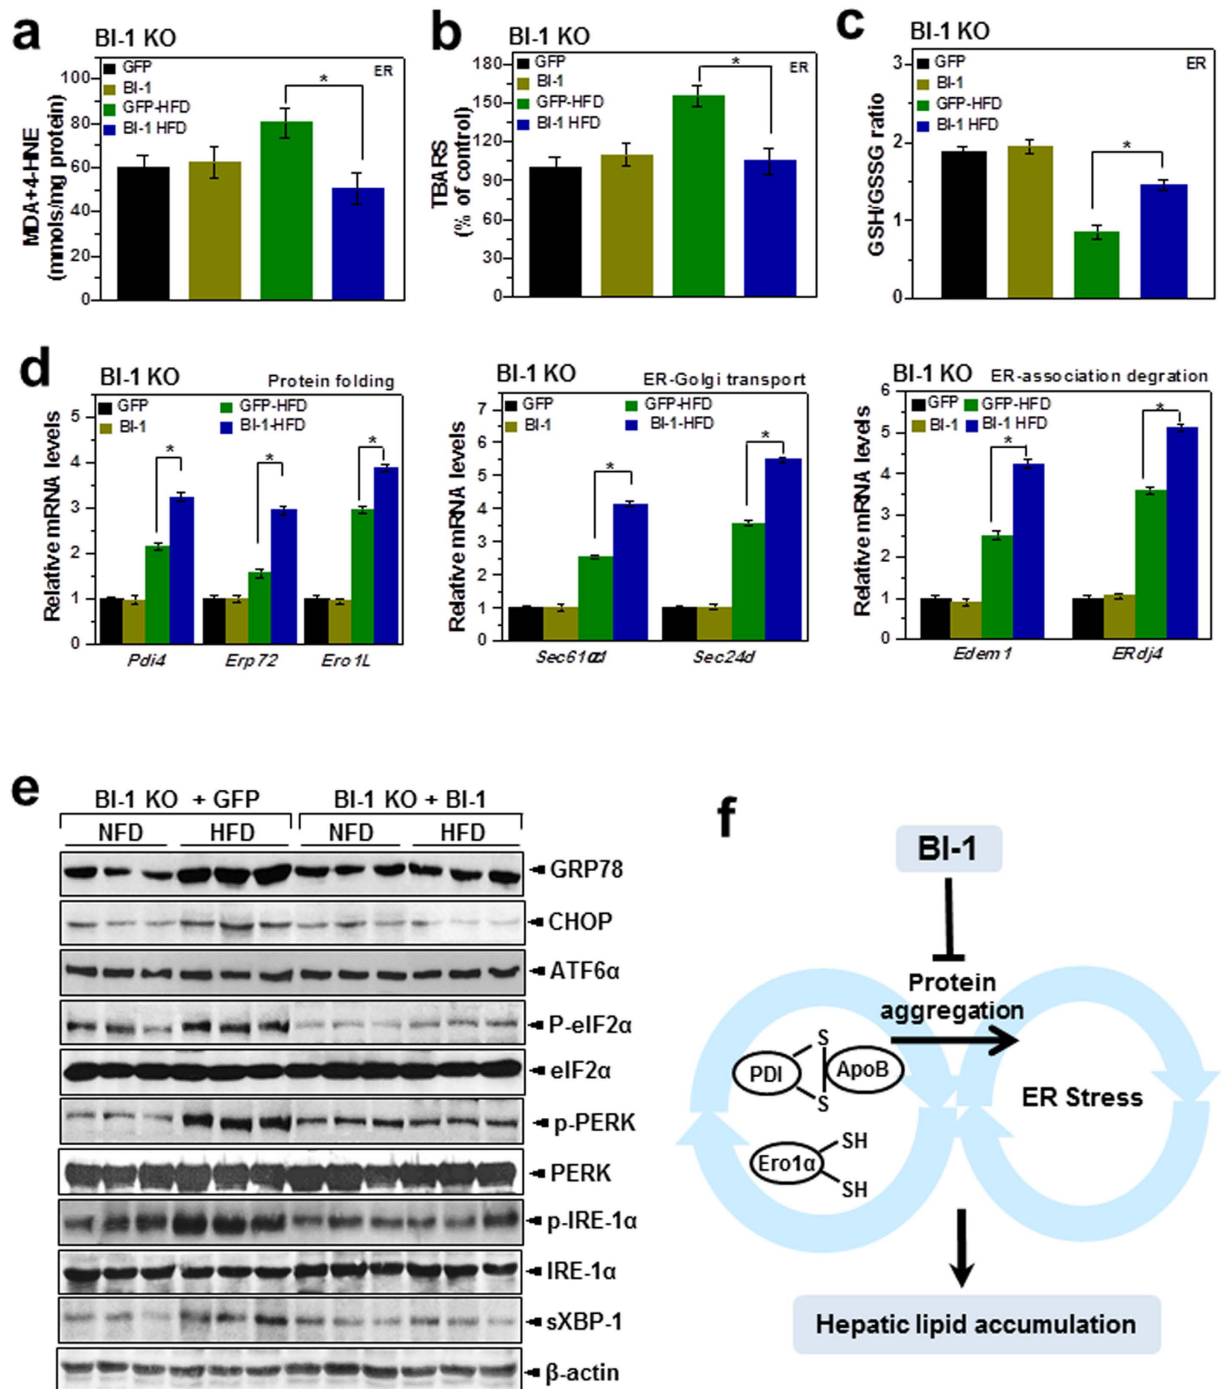 a
BI-1 KO
GFP
BI-1
GFP-HFD
BI-1 HFD
ER
*
MDA+4-HNE
(mmols/mg protein)
100
80
60
40
20
0
b
BI-1 KO
GFP
BI-1
GFP-HFD
BI-1 HFD
ER
*
TBARS
(% of control)
180
150
120
90
60
30
0
c
BI-1 KO
GFP
BI-1
GFP-HFD
BI-1 HFD
ER
*
GSH/GSSG ratio
3
2
1
0
d
BI-1 KO
Protein folding
GFP
BI-1
GFP-HFD
BI-1-HFD
* * *
Relative mRNA levels
5
4
3
2
1
0
Pdi4 Erp72 Ero1L
BI-1 KO
ER-Golgi transport
GFP
BI-1
GFP-HFD
BI-1-HFD
* *
Relative mRNA levels
7
6
5
4
3
2
1
0
Sec61α1 Sec24d
BI-1 KO
ER-association degration
GFP
BI-1
GFP-HFD
BI-1 HFD
* *
Relative mRNA levels
6
5
4
3
2
1
0
Edem1 ERdj4
e
BI-1 KO + GFP BI-1 KO + BI-1
NFD HFD NFD HFD
GRP78
CHOP
ATF6α
P-eIF2α
eIF2α
p-PERK
PERK
p-IRE-1α
IRE-1α
sXBP-1
β-actin
f
BI-1
Protein
aggregation
S
PDI
ApoB
S
ER Stress
SH
Ero1α
SH
Hepatic lipid accumulation